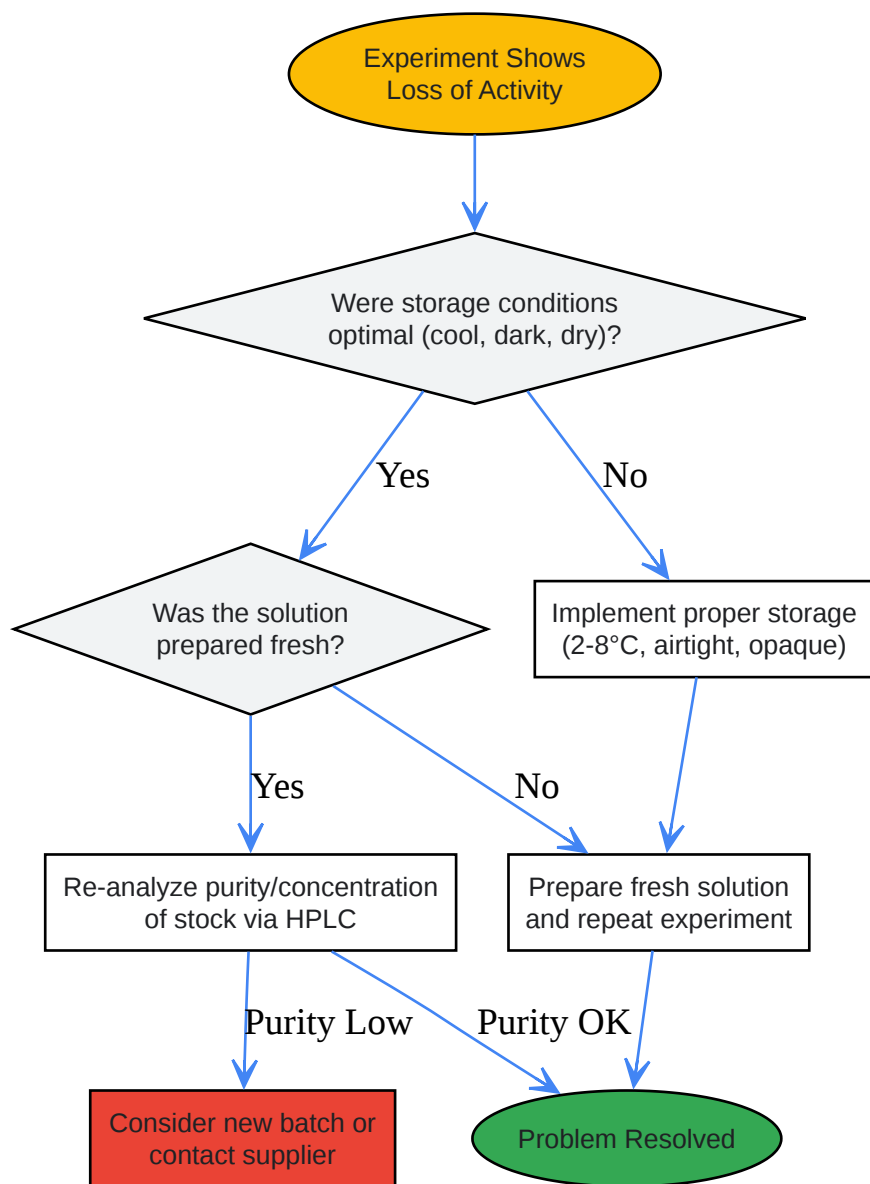 Experiment Shows
Loss of Activity
Were storage conditions
optimal (cool, dark, dry)?
Yes
No
Was the solution
prepared fresh?
Implement proper storage
(2-8°C, airtight, opaque)
Yes
No
Re-analyze purity/concentration
of stock via HPLC
Prepare fresh solution
and repeat experiment
Purity Low
Purity OK
Consider new batch or
contact supplier
Problem Resolved